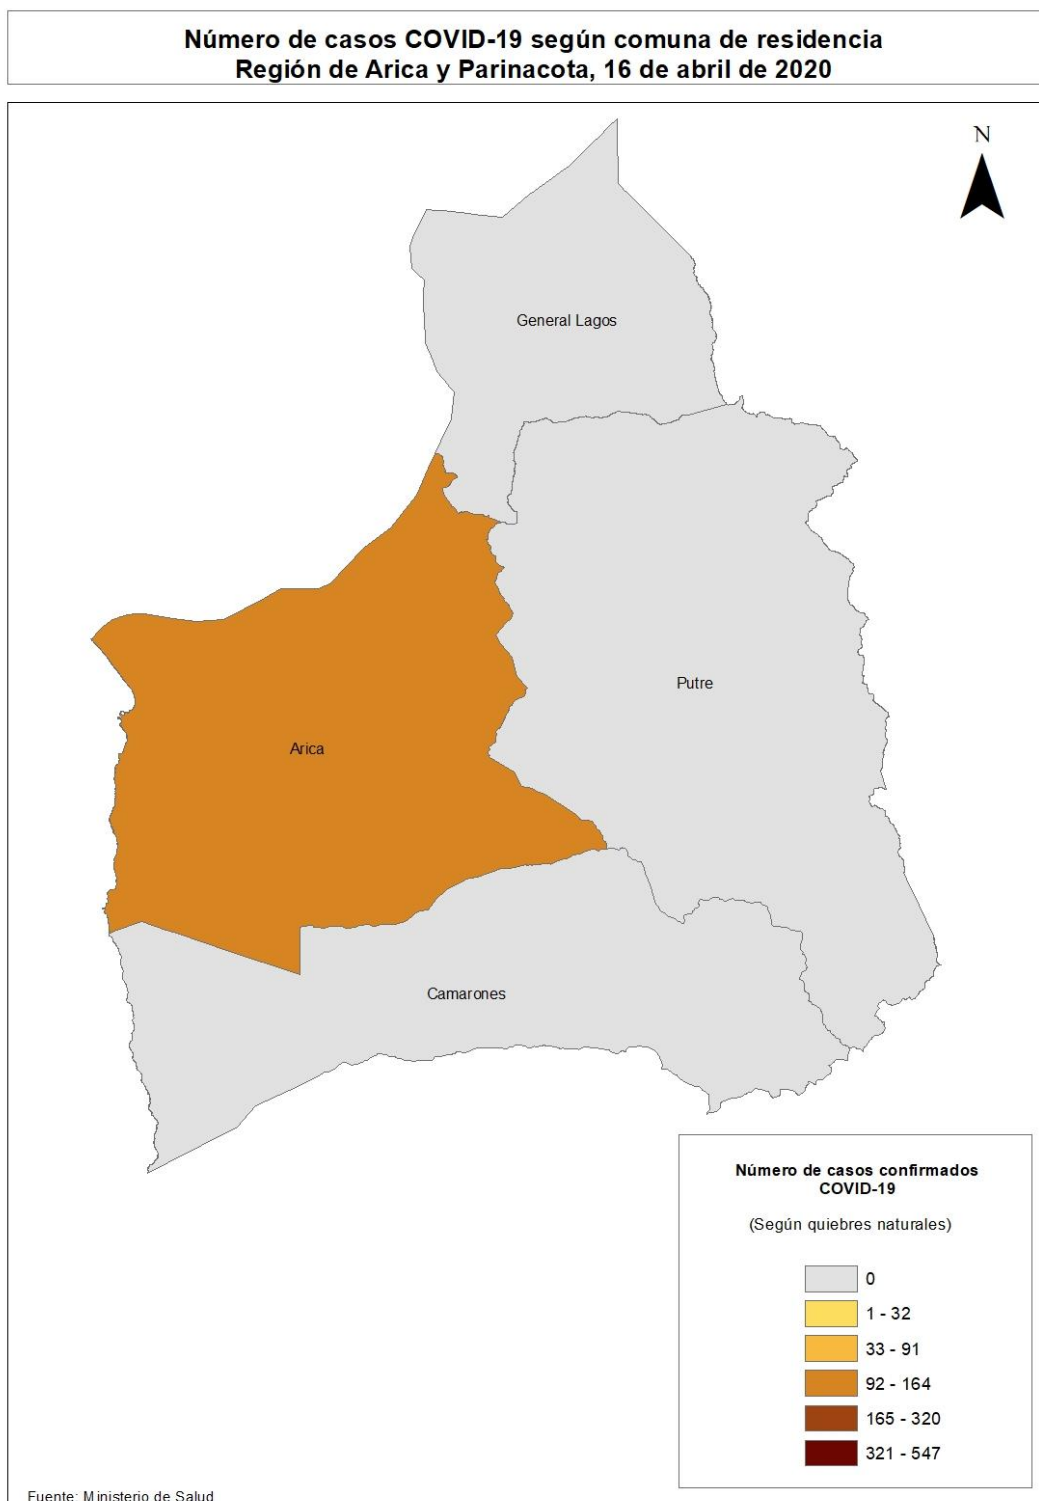 Número de casos COVID-19 según comuna de residencia
Región de Arica y Parinacota, 16 de abril de 2020
N
General Lagos
Putre
Arica
Camarones
Número de casos confirmados
COVID-19
(Según quiebres naturales)
0
1 - 32
33 - 91
92 - 164
165 - 320
321 - 547
Fuente: Ministerio de Salud